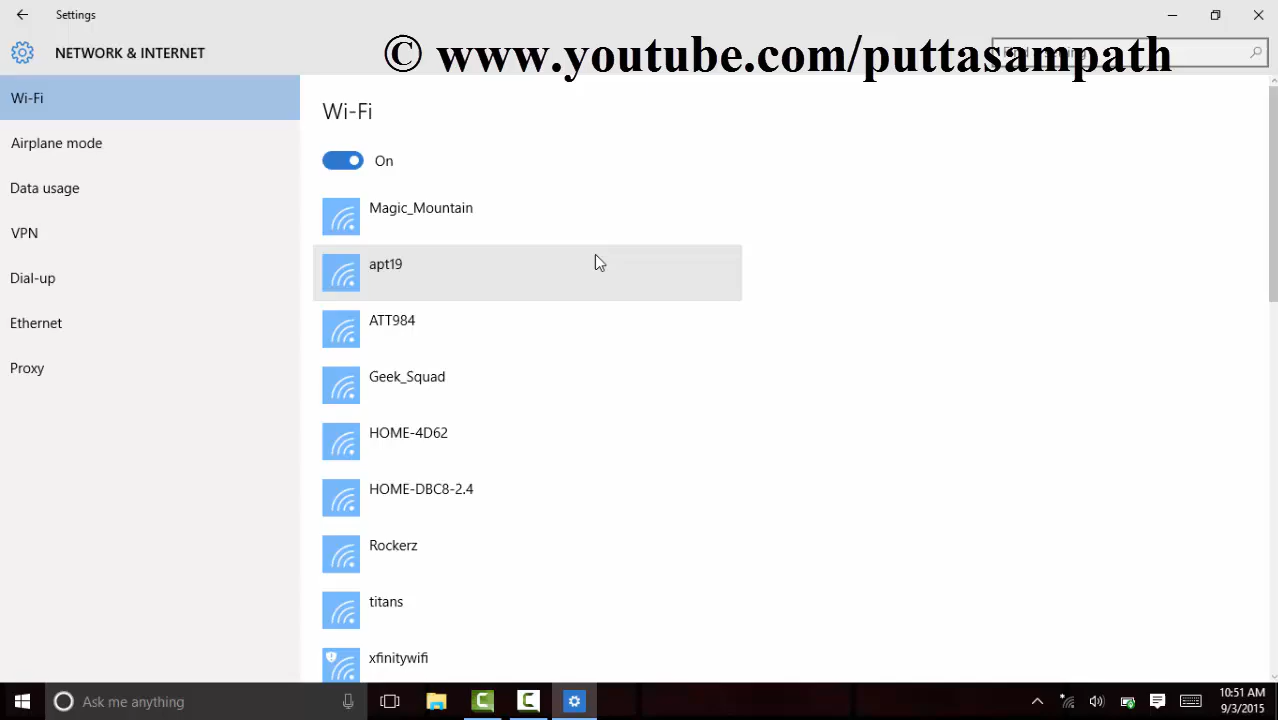 Settings
NETWORK & INTERNET
© www.youtube.com/puttasampath
Wi-Fi
Airplane mode
Data usage
VPN
Dial-up
Ethernet
Proxy
Wi-Fi
On
Magic_Mountain
apt19
ATT984
Geek_Squad
HOME-4D62
HOME-DBC8-2.4
Rockerz
titans
xfinitywifi
Ask me anything
10:51 AM
9/3/2015